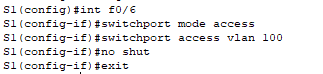 S1(config)#int f0/6
S1(config-if)#switchport mode access
S1(config-if)#switchport access vlan 100
S1(config-if)#no shut
S1(config-if)#exit